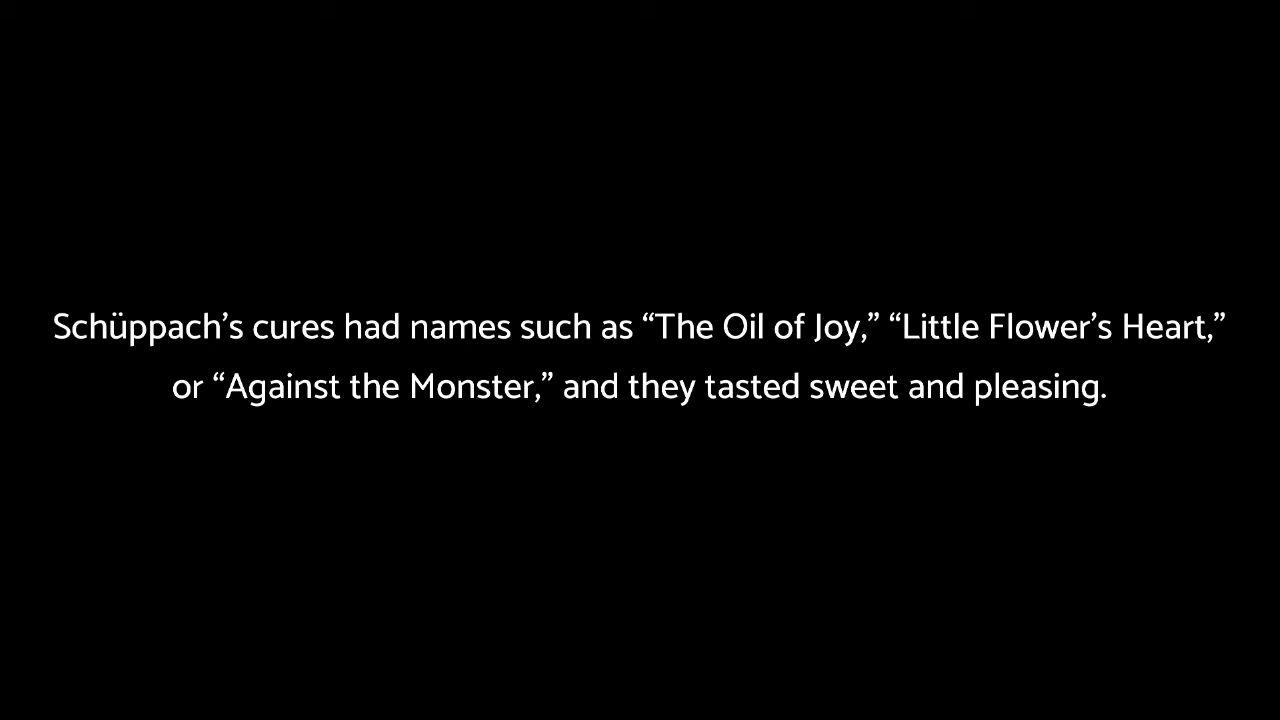 Schüppach’s cures had names such as “The Oil of Joy,” “Little Flower’s Heart,”
or “Against the Monster,” and they tasted sweet and pleasing.